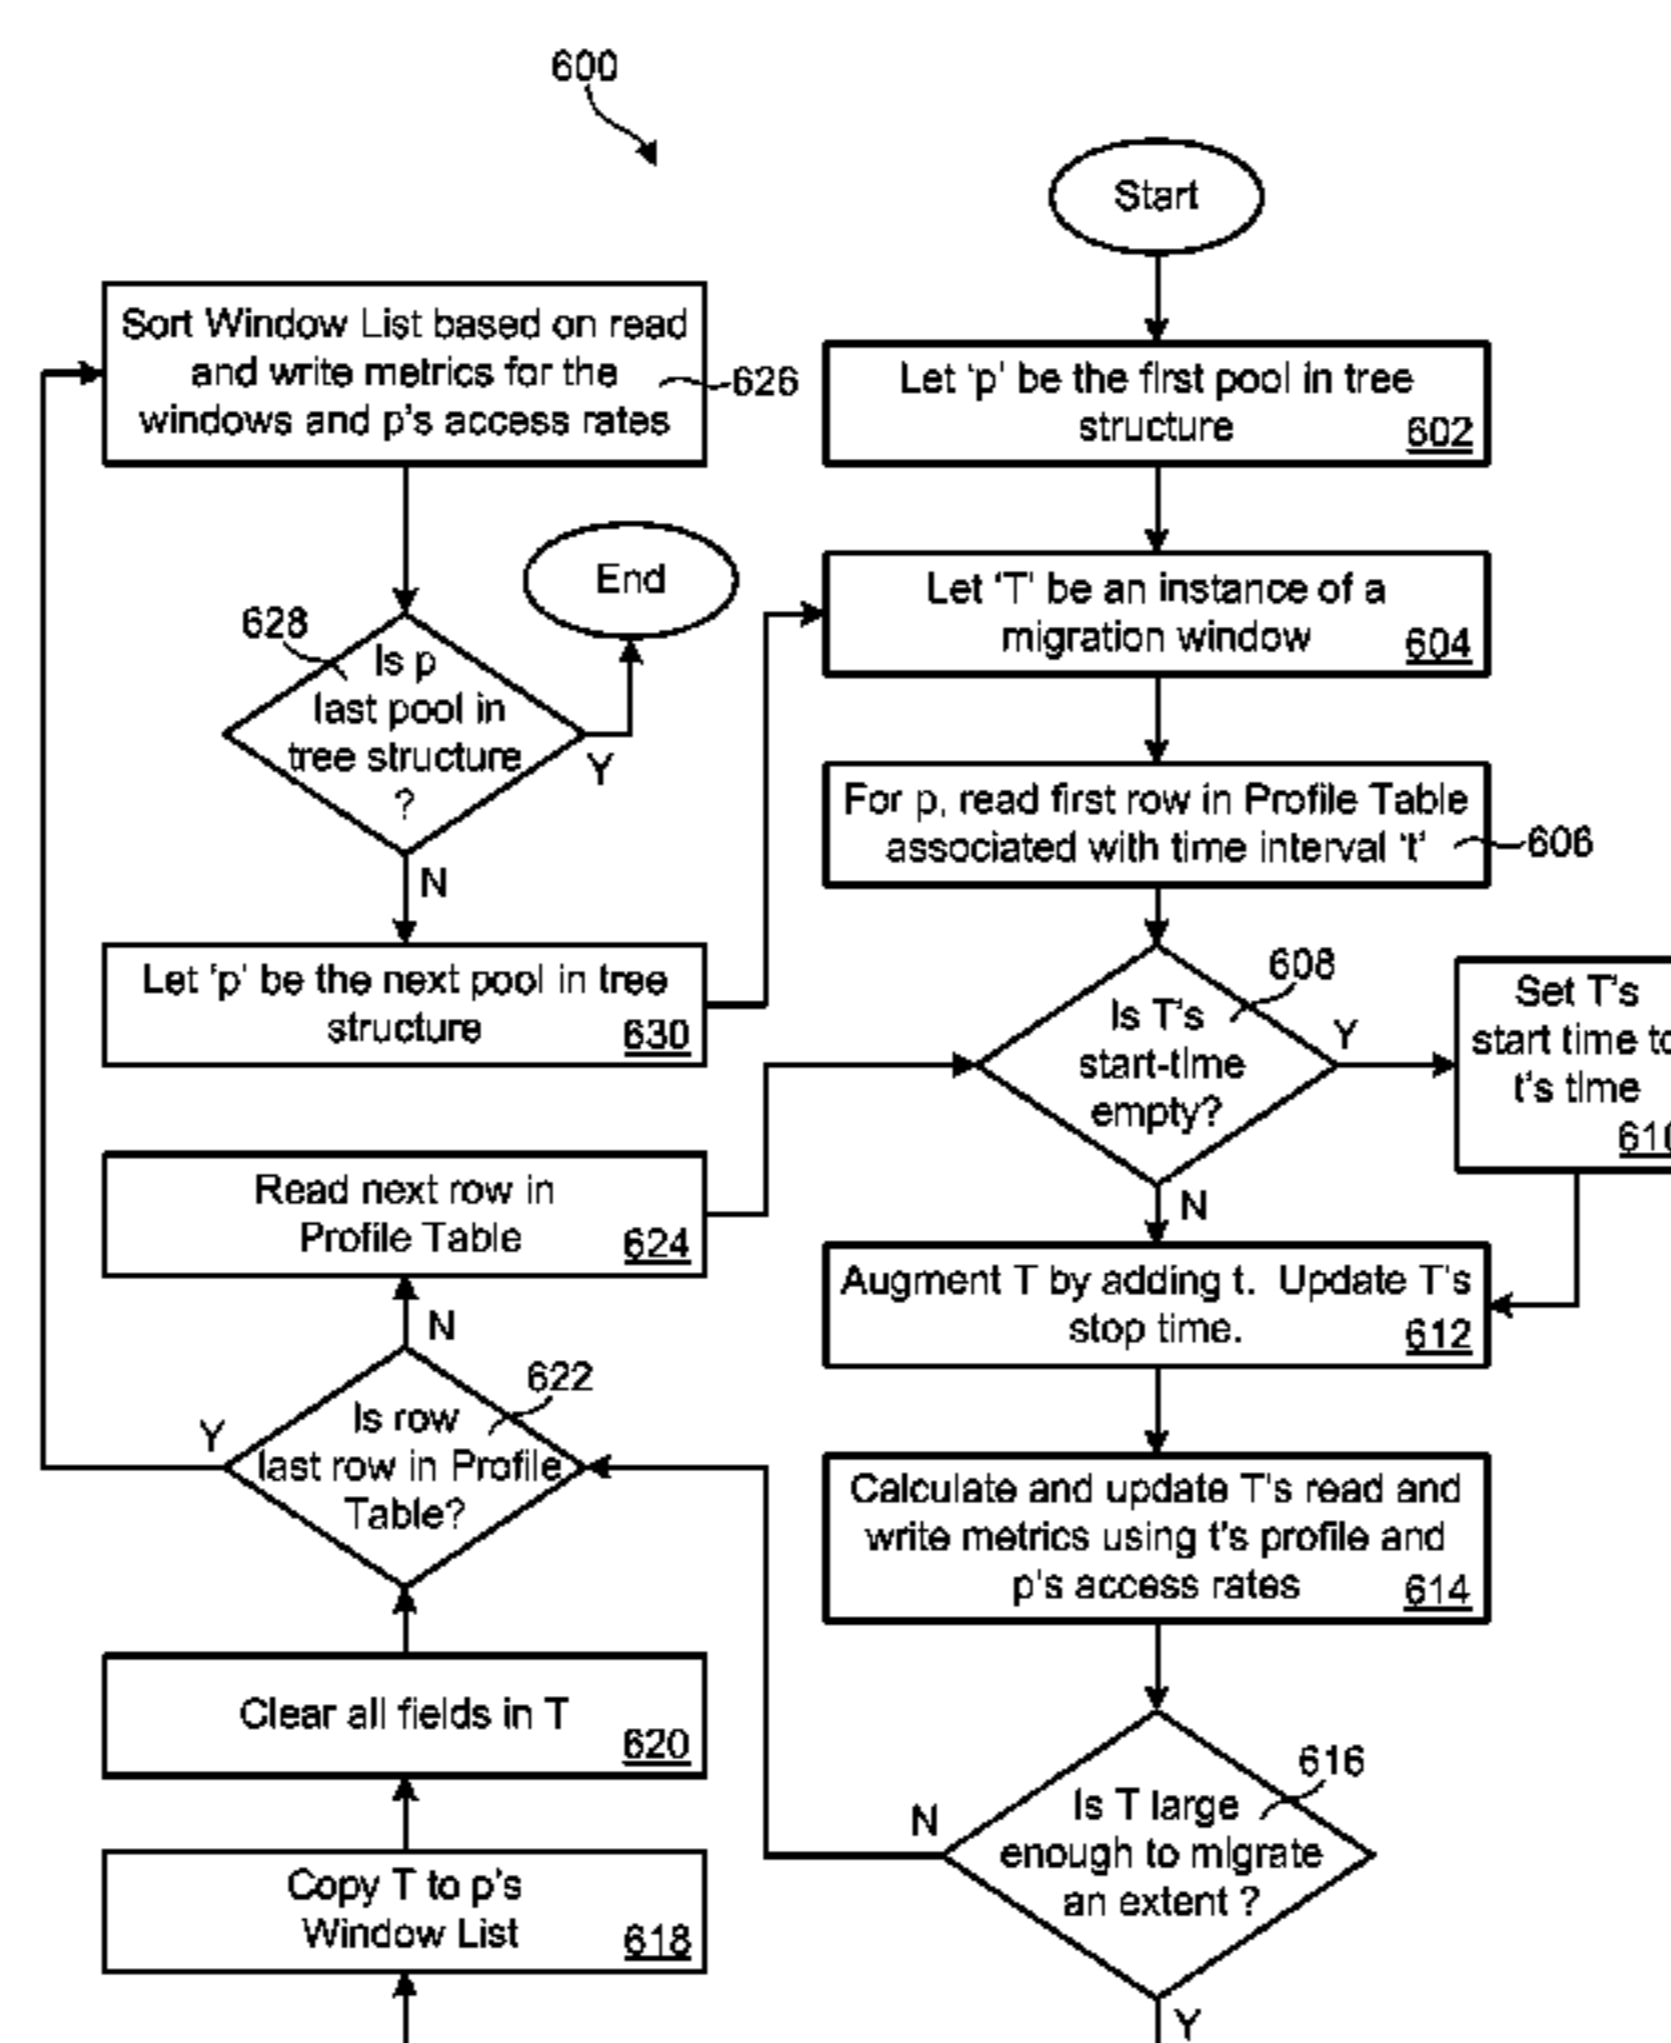 600
Start
Let ‘p’ be the first pool in tree
structure
602
Let ‘T’ be an instance of a
migration window
604
For p, read first row in Profile Table
associated with time interval ‘t’
606
608
Is T's
start-time
empty?
Y
N
Set T's
start time to
t's time
610
Augment T by adding t. Update T's
stop time.
612
Calculate and update T's read and
write metrics using t's profile and
p's access rates
614
616
Is T large
enough to migrate
an extent ?
N
Y
Copy T to p's
Window List
618
Clear all fields in T
620
622
Is row
last row in Profile
Table?
Y
N
Read next row in
Profile Table
624
Sort Window List based on read
and write metrics for the
windows and p's access rates
626
628
Is p
last pool in
tree structure
?
Y
N
End
Let ‘p’ be the next pool in tree
structure
630